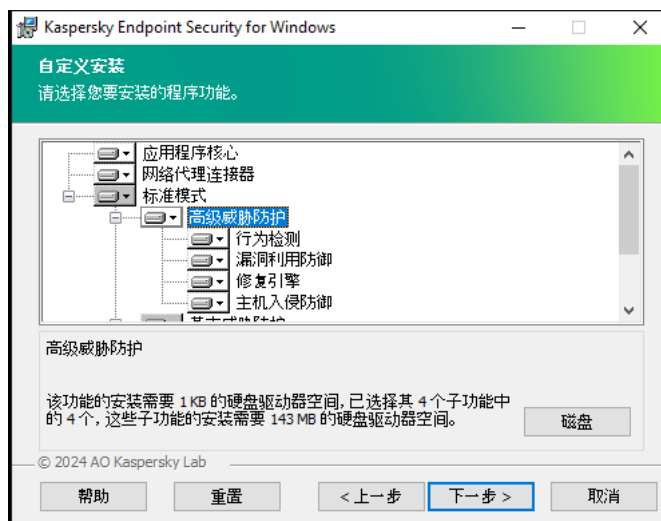 Kaspersky Endpoint Security for Windows
自定义安装
请选择您要安装的程序功能。
应用程序核心
网络代理连接器
标准模式
高级威胁防护
行为检测
漏洞利用防御
修复引擎
主机入侵防御
基本威胁防护
高级威胁防护
该功能的安装需要 1 KB 的硬盘驱动器空间，已选择其 4 个子功能中
的 4 个，这些子功能的安装需要 143 MB 的硬盘驱动器空间。
磁盘
© 2024 AO Kaspersky Lab
帮助
重置
< 上一步
下一步 >
取消